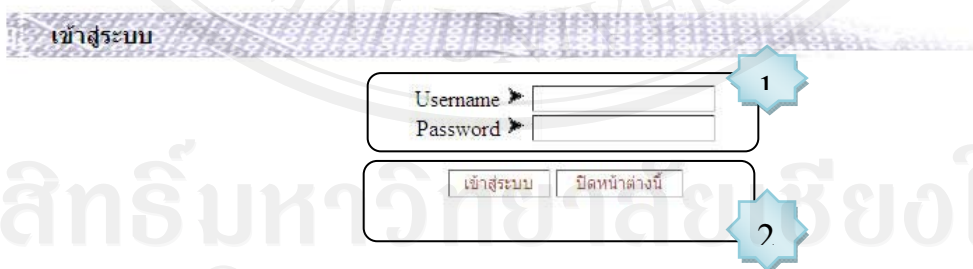 เข้าสู่ระบบ
1
Username
Password
เข้าสู่ระบบ ปิดหน้าต่างนี้
2